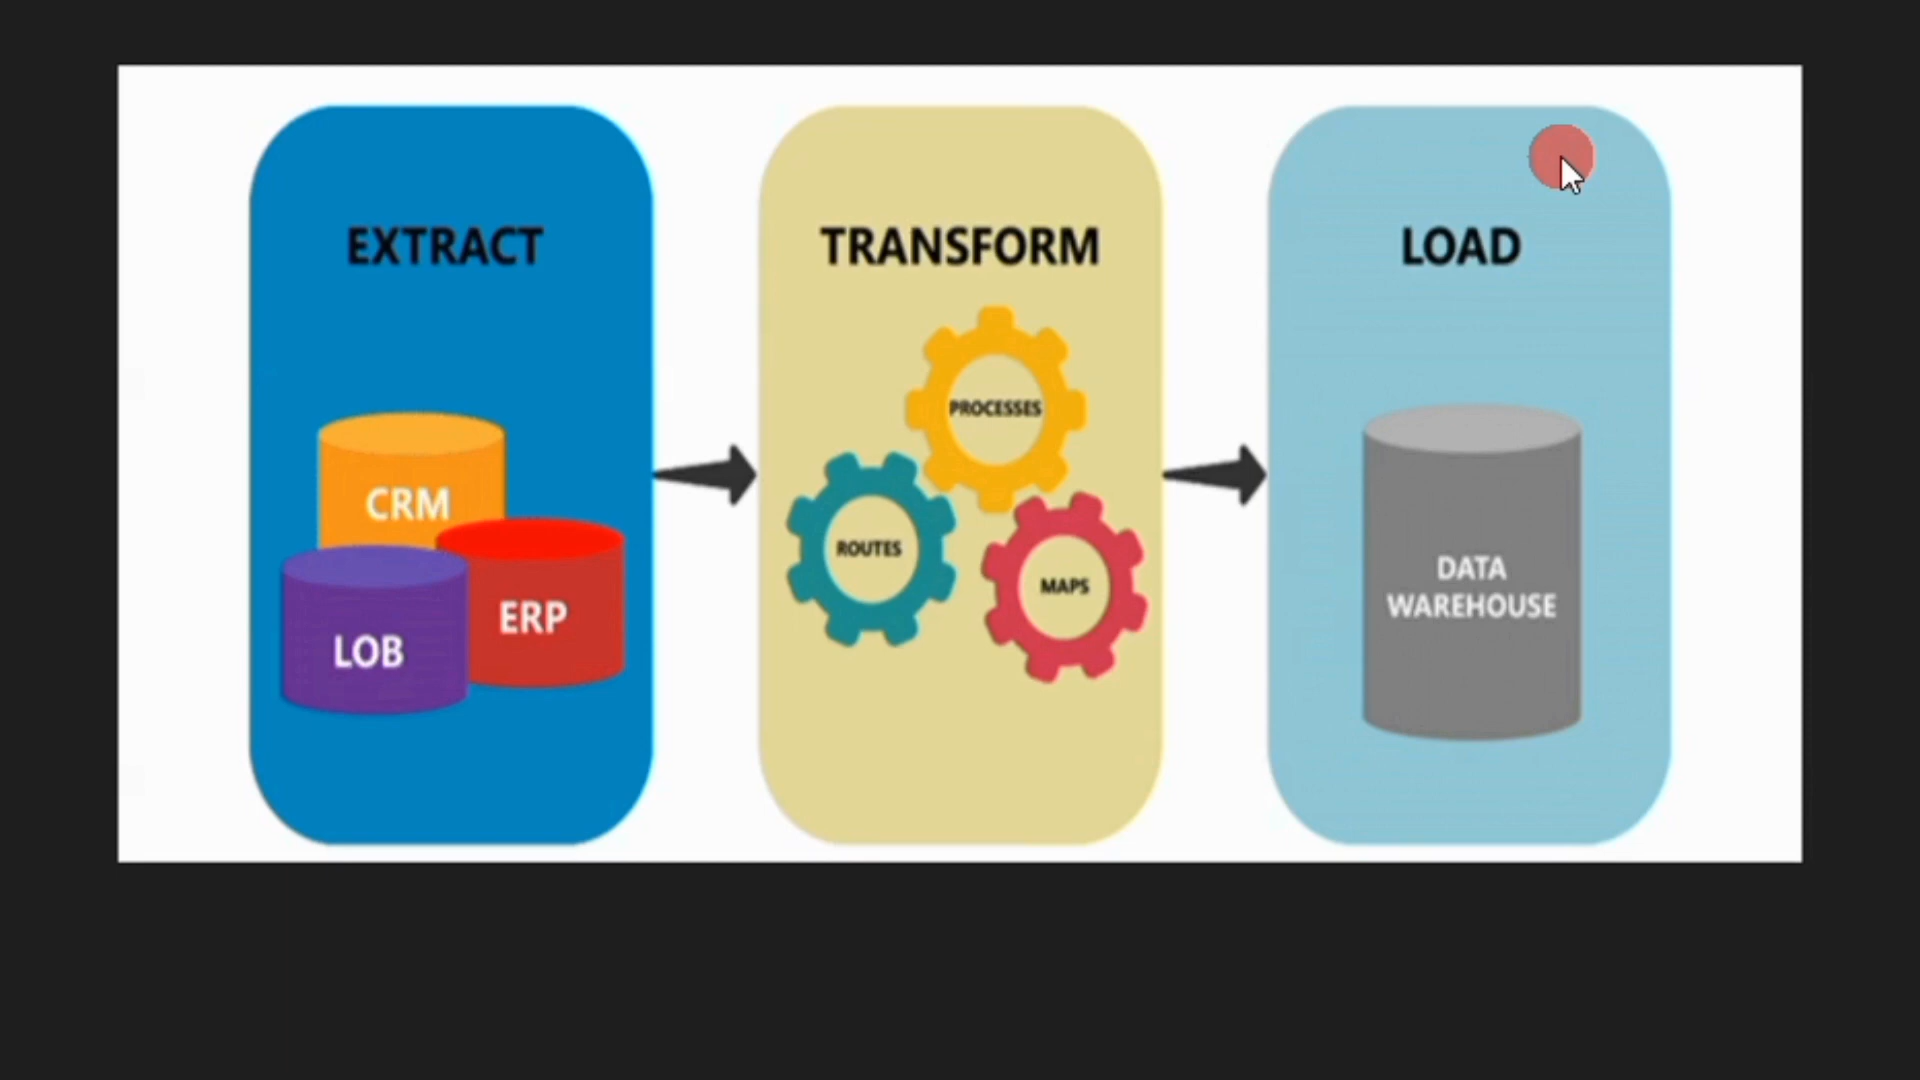 EXTRACT
CRM
ERP
LOB
TRANSFORM
PROCESSES
ROUTES
MAPS
LOAD
DATA
WAREHOUSE